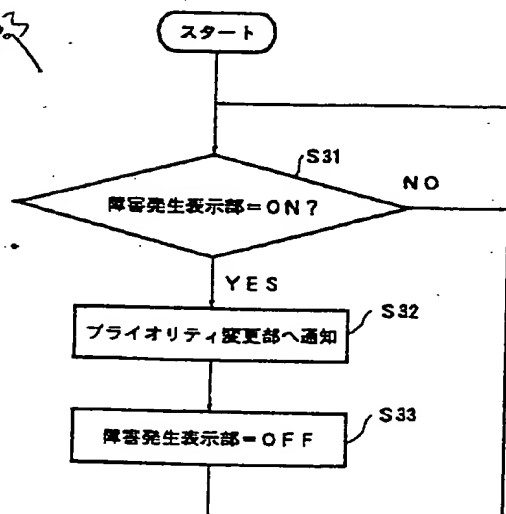 スタート
S31
NO
障害発生表示部=ON?
YES
S32
プライオリティ変更部へ通知
S33
障害発生表示部=OFF